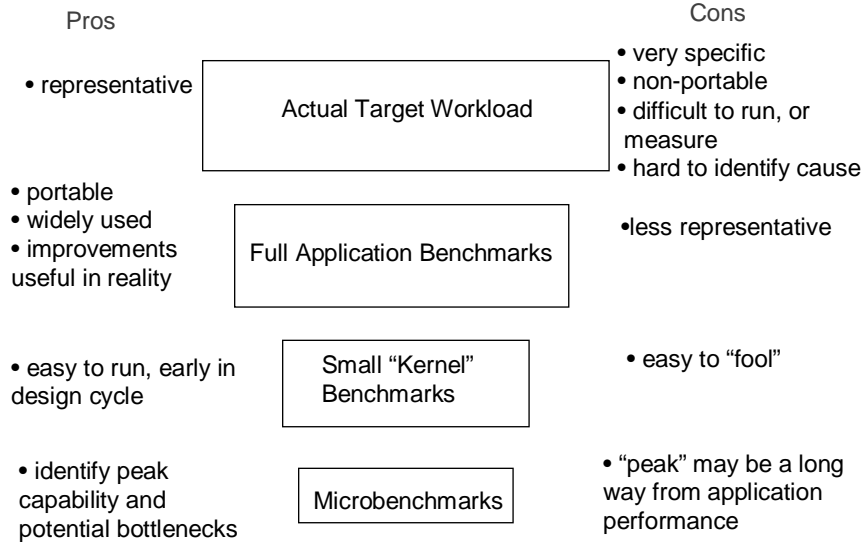 Pros
Cons
• representative
Actual Target Workload
• very specific
• non-portable
• difficult to run, or
measure
• hard to identify cause
• portable
• widely used
• improvements
useful in reality
Full Application Benchmarks
•less representative
• easy to run, early in
design cycle
Small “Kernel”
Benchmarks
• easy to “fool”
• identify peak
capability and
potential bottlenecks
Microbenchmarks
• “peak” may be a long
way from application
performance